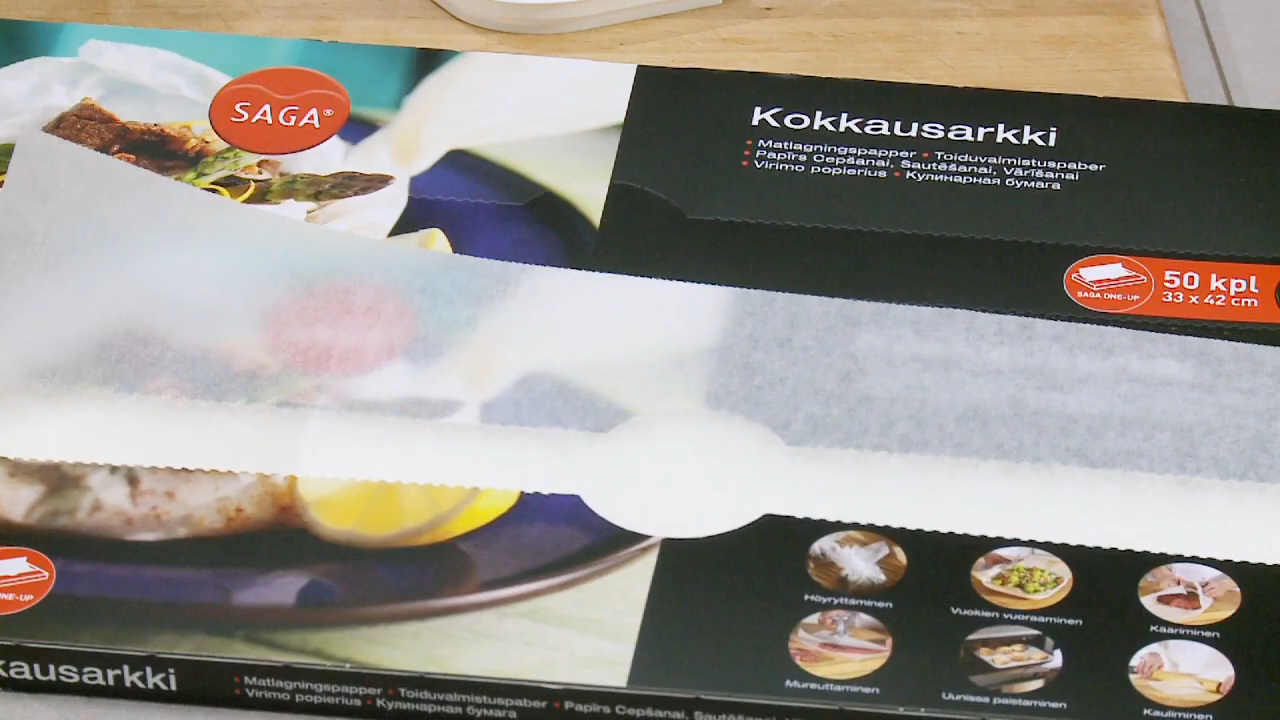 SAGA®
Kokkausarkki
• Matlagningspapper • Toiduvalmistuspaber
• Papīrs Cepšanai, Sautēšanai, Vārīšanai
• Virimo popierius • Кулинарная бумага
SAGA ONE-UP
50 kpl
33 x 42 cm
Höyryttäminen
Vuokien vuoraaminen
Kääriminen
NE-UP
Mureuttaminen
Uunissa paistaminen
Kauliminen
kausarkki
• Matlagningspapper • Toiduvalmistuspaber • Papīrs Cepšanai, Sautēšanai,
• Virimo popierius • Кулинарная бумага